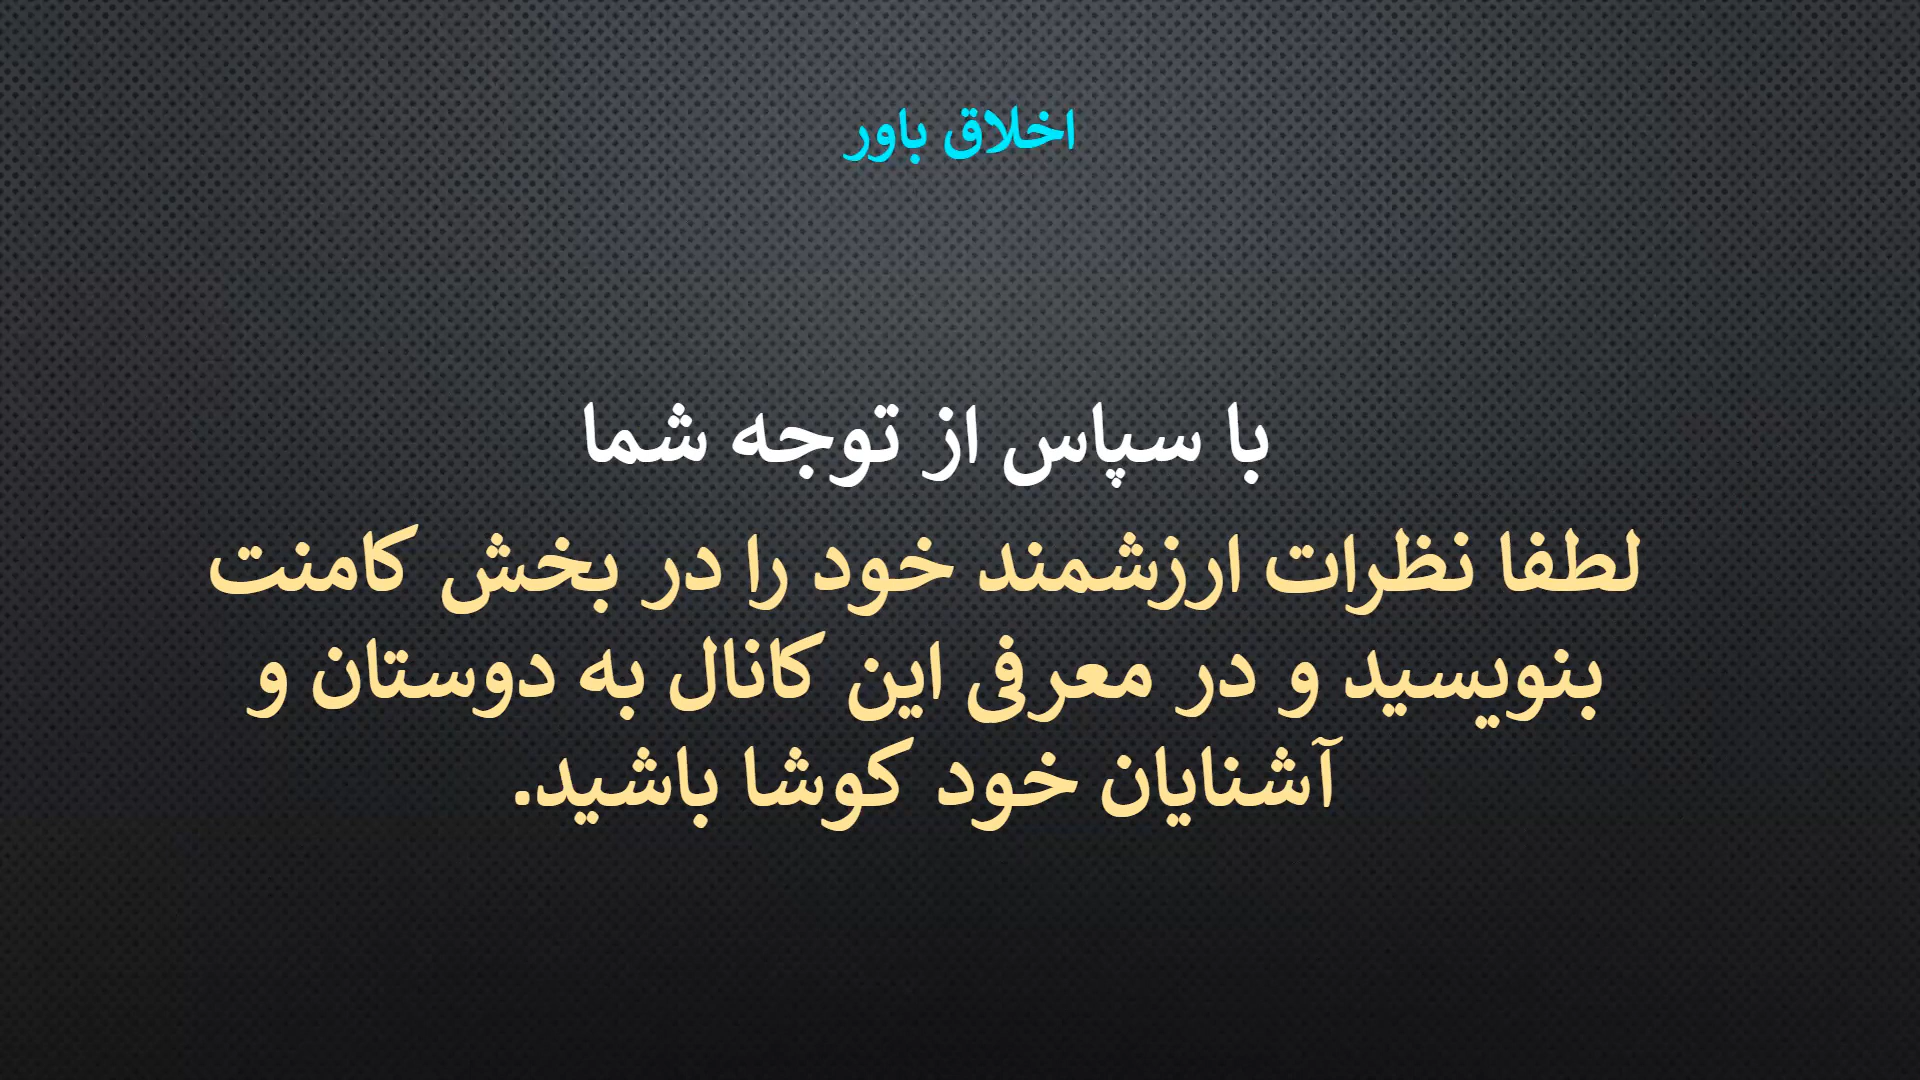 اخلاق باور
با سپاس از توجه شما
لطفا نظرات ارزشمند خود را در بخش کامنت
بنویسید و در معرفی این کانال به دوستان و
آشنایان خود کوشا باشید.